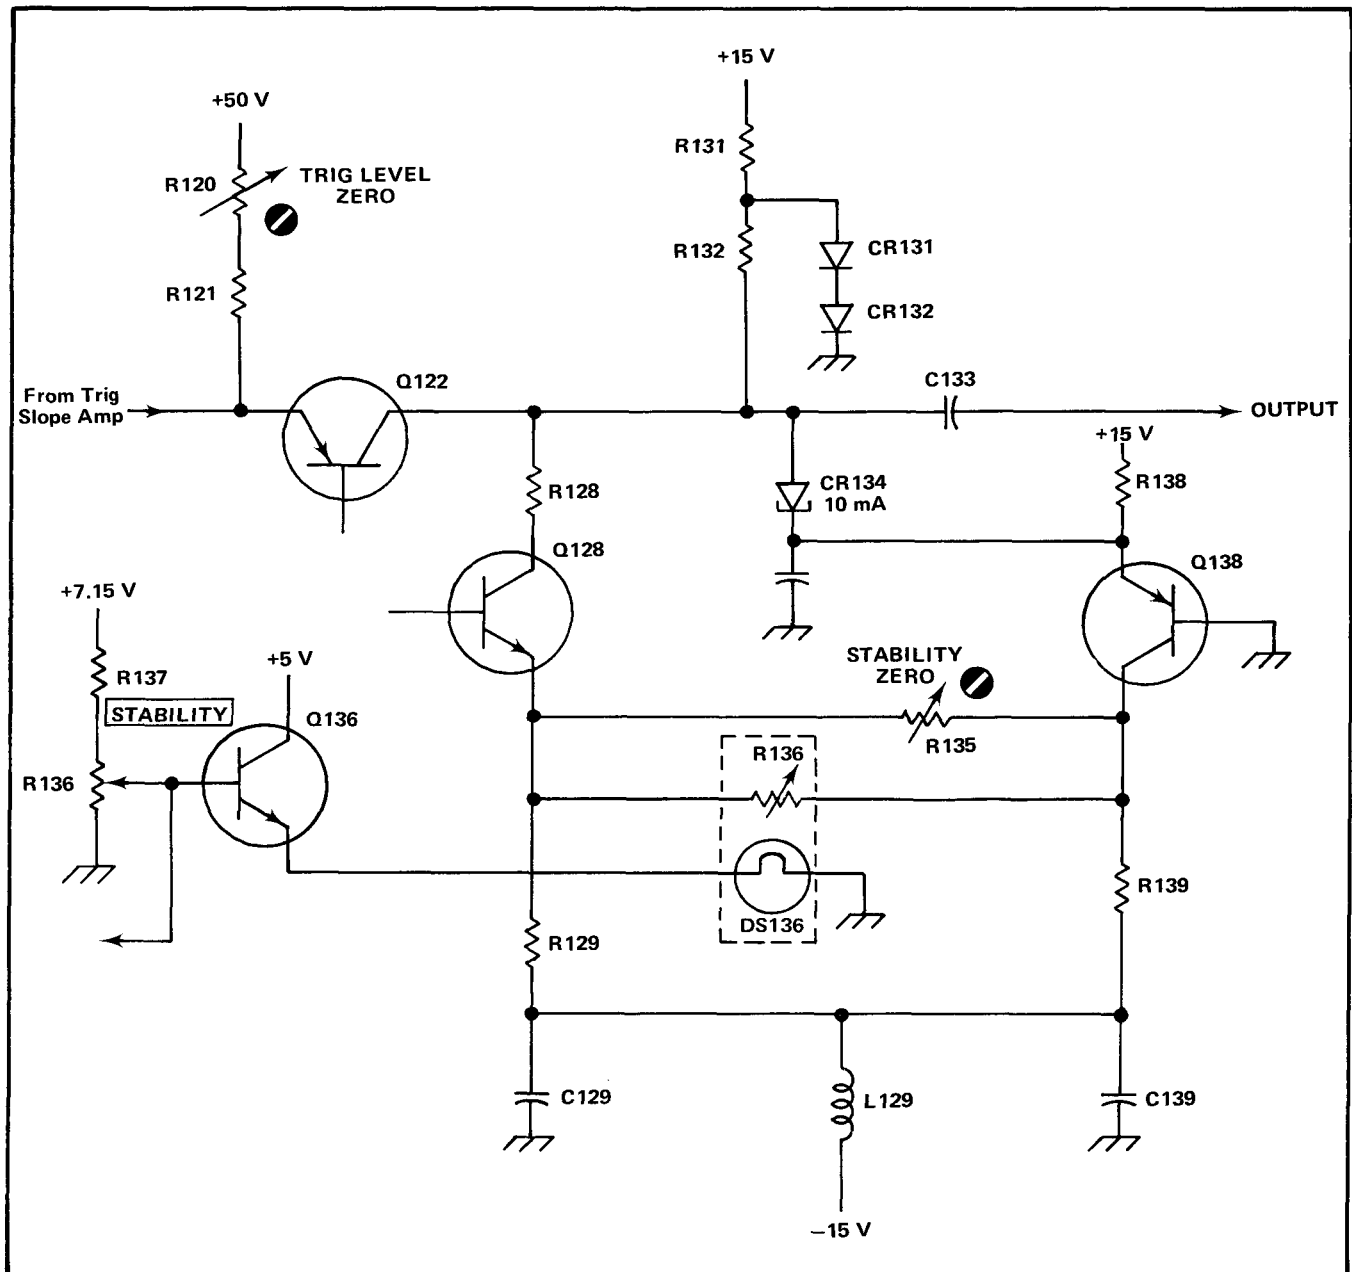 +15 V
+50 V
R131
R120
TRIG LEVEL
ZERO
R132
CR131
R121
CR132
Q122
C133
From Trig
Slope Amp
OUTPUT
+15 V
R128
CR134
10 mA
R138
Q128
Q138
+7.15 V
STABILITY
ZERO
+5 V
R137
STABILITY
Q136
R135
R136
R136
R139
DS136
R129
C129
L129
C139
–15 V